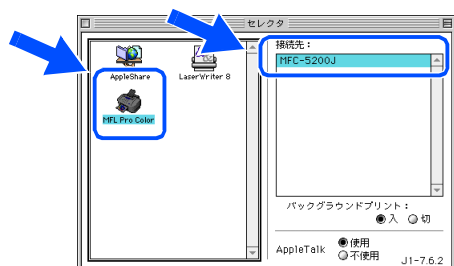 セレクタ
AppleShare
LaserWriter 8
MFL Pro Color
接続先：
MFC-5200J
バックグラウンドプリント：
入 切
AppleTalk
使用
不使用
J1-7.6.2